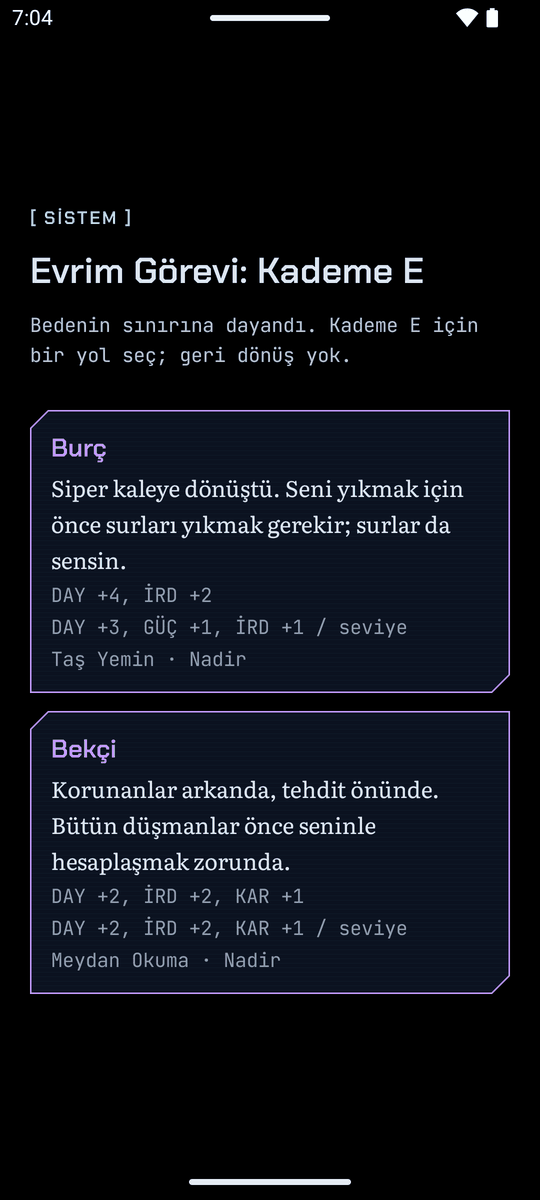 7:04
[ SİSTEM ]
Evrim Görevi: Kademe E
Bedenin sınırına dayandı. Kademe E için
bir yol seç; geri dönüş yok.
Burç
Siper kaleye dönüştü. Seni yıkmak için
önce surları yıkmak gerekir; surlar da
sensin.
DAY +4, İRD +2
DAY +3, GÜÇ +1, İRD +1 / seviye
Taş Yemin · Nadir
Bekçi
Korunanlar arkanda, tehdit önünde.
Bütün düşmanlar önce seninle
hesaplaşmak zorunda.
DAY +2, İRD +2, KAR +1
DAY +2, İRD +2, KAR +1 / seviye
Meydan Okuma · Nadir